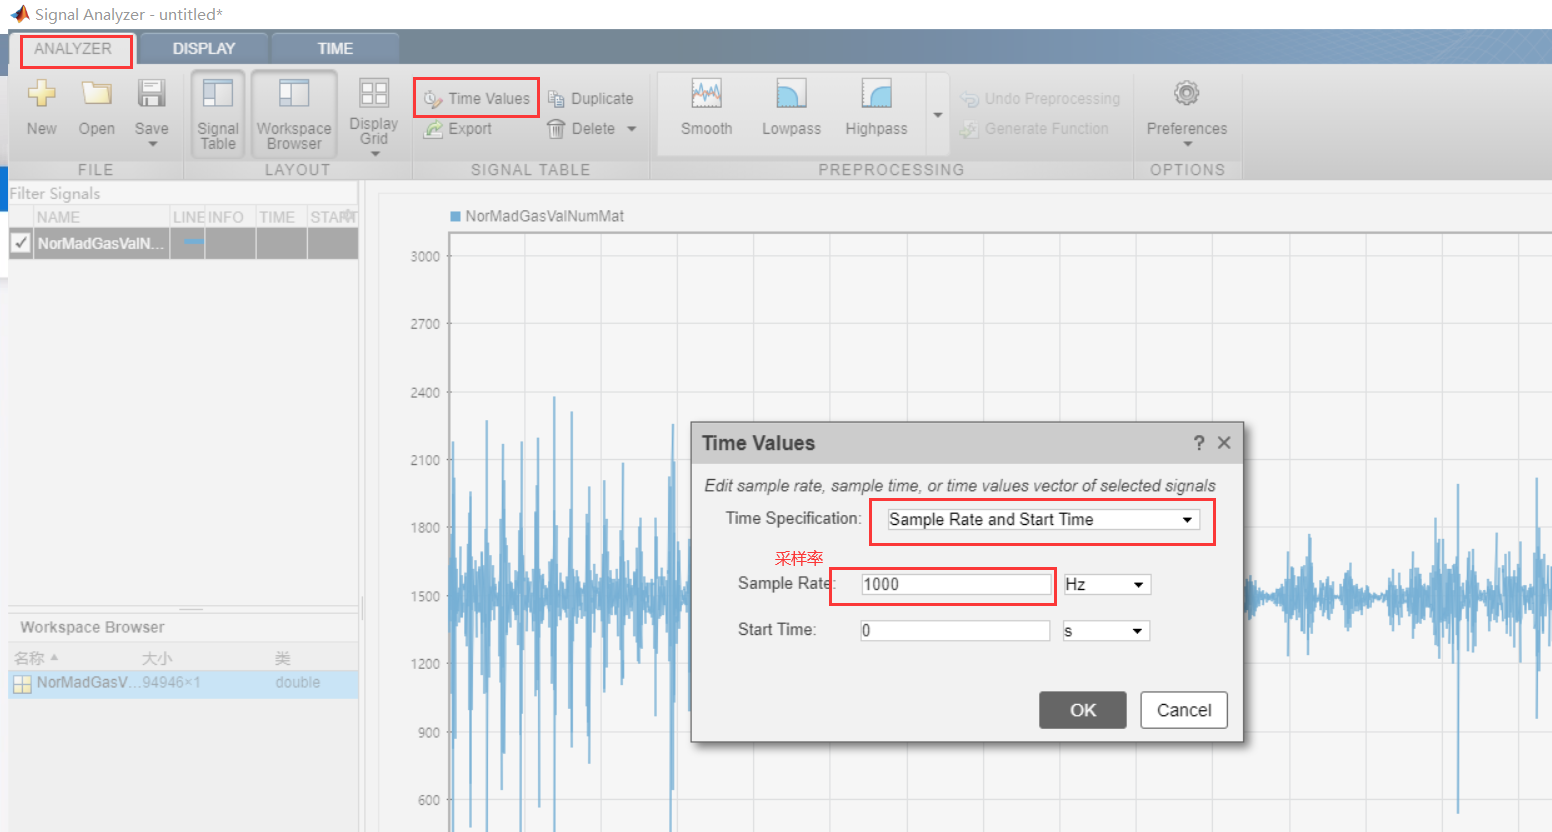 Signal Analyzer - untitled*
ANALYZER DISPLAY TIME
New Open Save Signal Table Workspace Browser Display Grid Time Values Duplicate Export Delete Smooth Lowpass Highpass Undo Preprocessing Generate Function Preferences
FILE LAYOUT SIGNAL TABLE PREPROCESSING OPTIONS
Filter Signals
NAME LINE INFO TIME START
NorMadGasValN...
NorMadGasValNumMat
3000
2700
2400
2100
1800
1500
1200
900
600
Time Values ?
Edit sample rate, sample time, or time values vector of selected signals
Time Specification: Sample Rate and Start Time
采样率
Sample Rate: 1000 Hz
Start Time: 0 s
OK Cancel
Workspace Browser
名称 大小 类
NorMadGasV... 94946×1 double